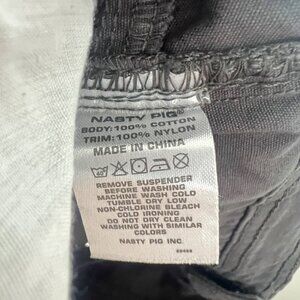 NASTY PIG®
BODY:100% COTTON
TRIM:100% NYLON
MADE IN CHINA
REMOVE SUSPENDER
BEFORE WASHING
MACHINE WASH COLD
TUMBLE DRY LOW
NON-CHLORINE BLEACH
COLD IRONING
DO NOT DRY CLEAN
WASHING WITH SIMILAR
COLORS
NASTY PIG INC.